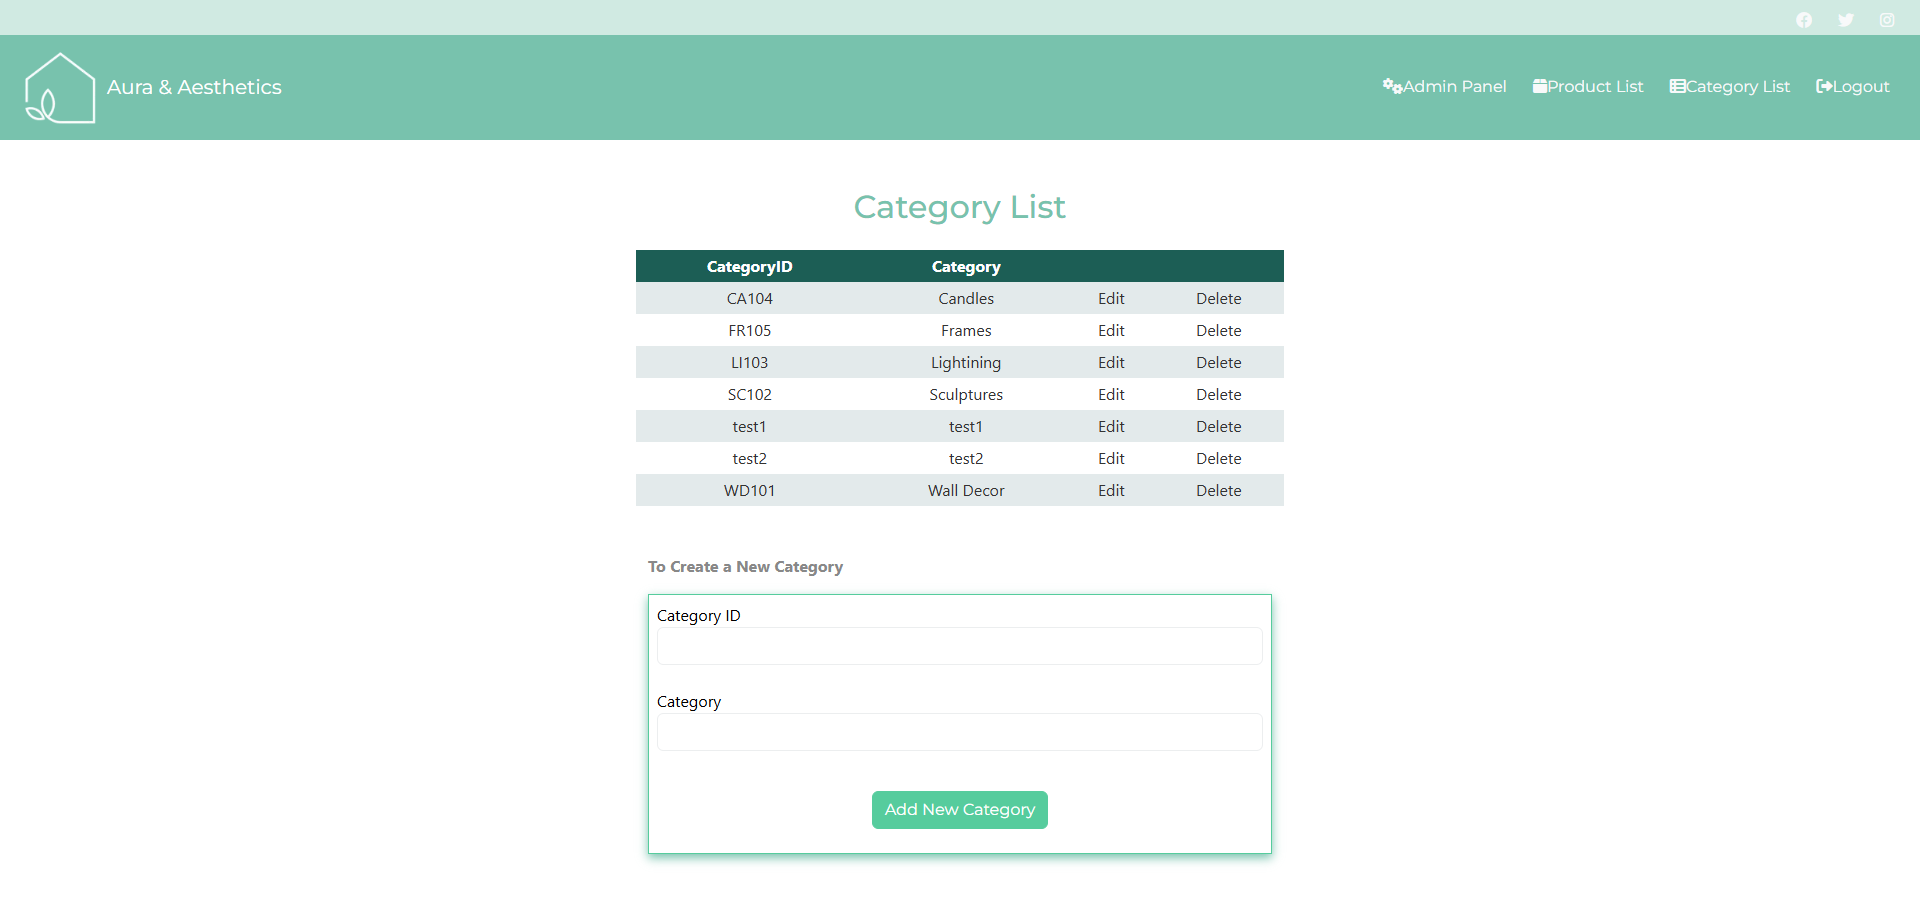 Aura & Aesthetics
Admin Panel Product List Category List Logout
Category List
CategoryID Category
CA104 Candles Edit Delete
FR105 Frames Edit Delete
LI103 Lightining Edit Delete
SC102 Sculptures Edit Delete
test1 test1 Edit Delete
test2 test2 Edit Delete
WD101 Wall Decor Edit Delete
To Create a New Category
Category ID
Category
Add New Category